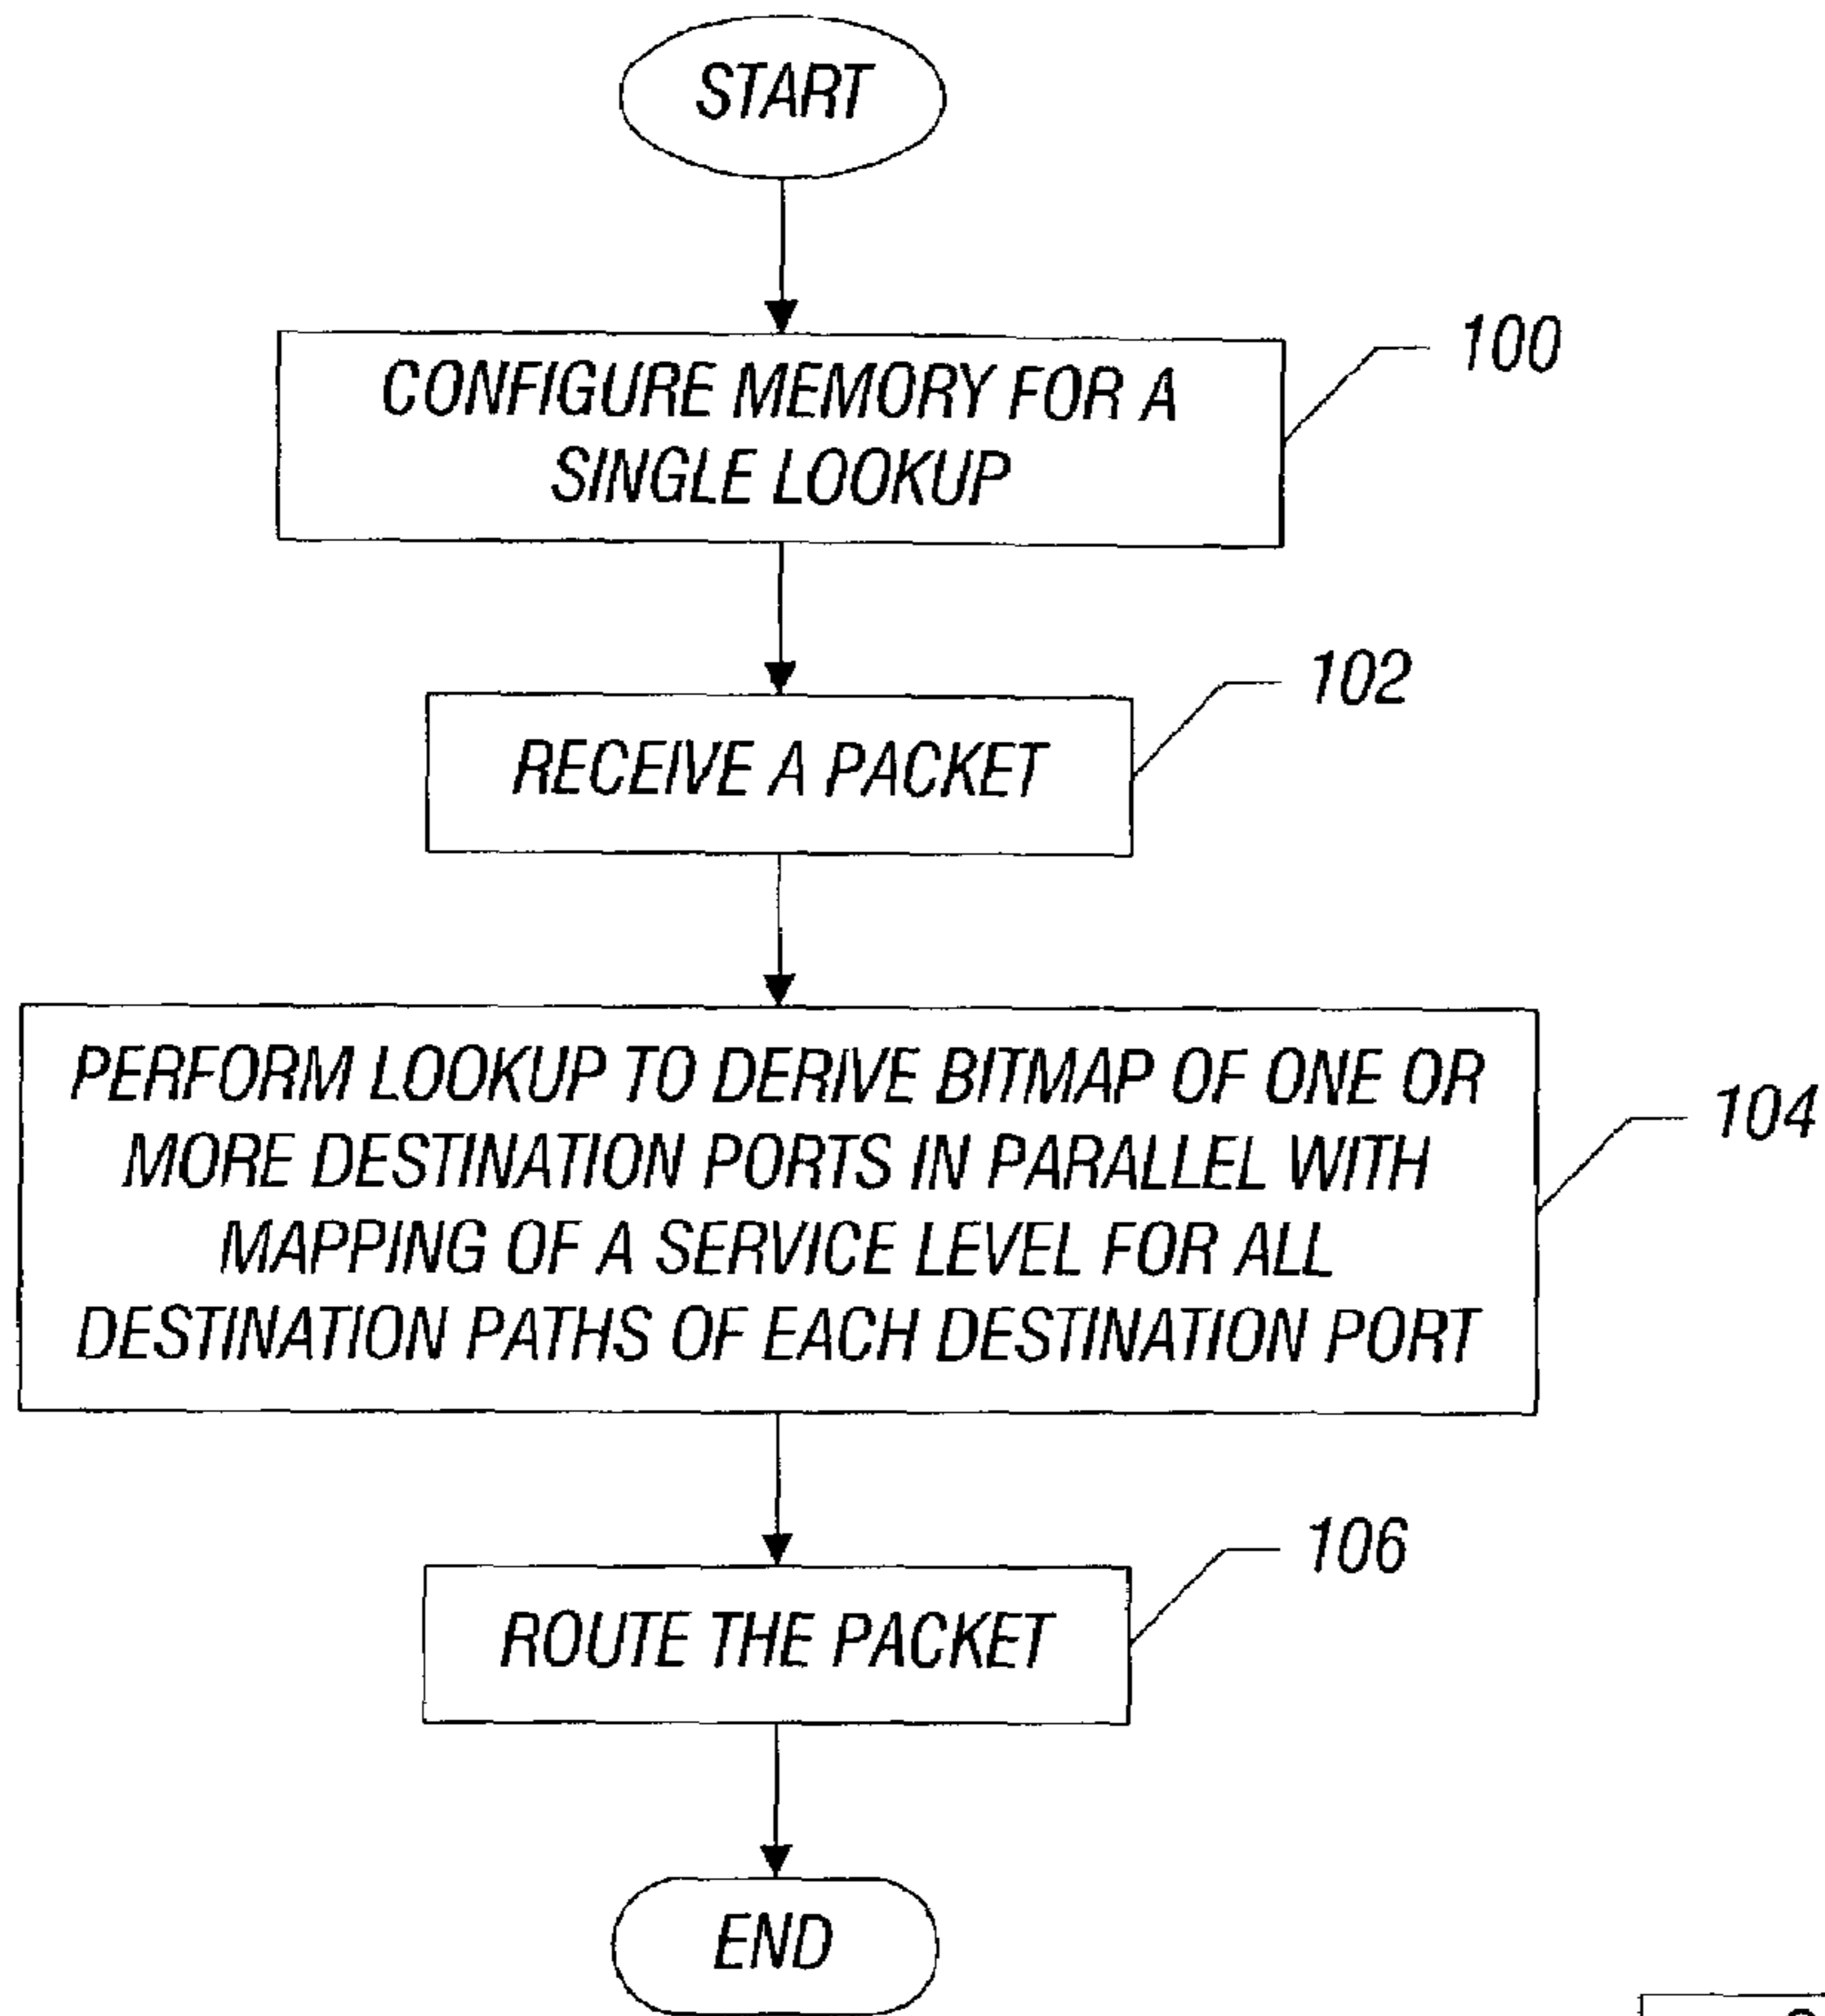 START
CONFIGURE MEMORY FOR A
SINGLE LOOKUP
100
RECEIVE A PACKET
102
PERFORM LOOKUP TO DERIVE BITMAP OF ONE OR
MORE DESTINATION PORTS IN PARALLEL WITH
MAPPING OF A SERVICE LEVEL FOR ALL
DESTINATION PATHS OF EACH DESTINATION PORT
104
ROUTE THE PACKET
106
END